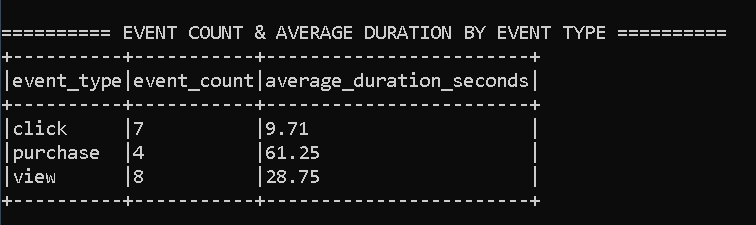 ========== EVENT COUNT & AVERAGE DURATION BY EVENT TYPE ==========
+----------+-----------+------------------------+
|event_type|event_count|average_duration_seconds|
+----------+-----------+------------------------+
|click     |7          |9.71                    |
|purchase  |4          |61.25                   |
|view      |8          |28.75                   |
+----------+-----------+------------------------+